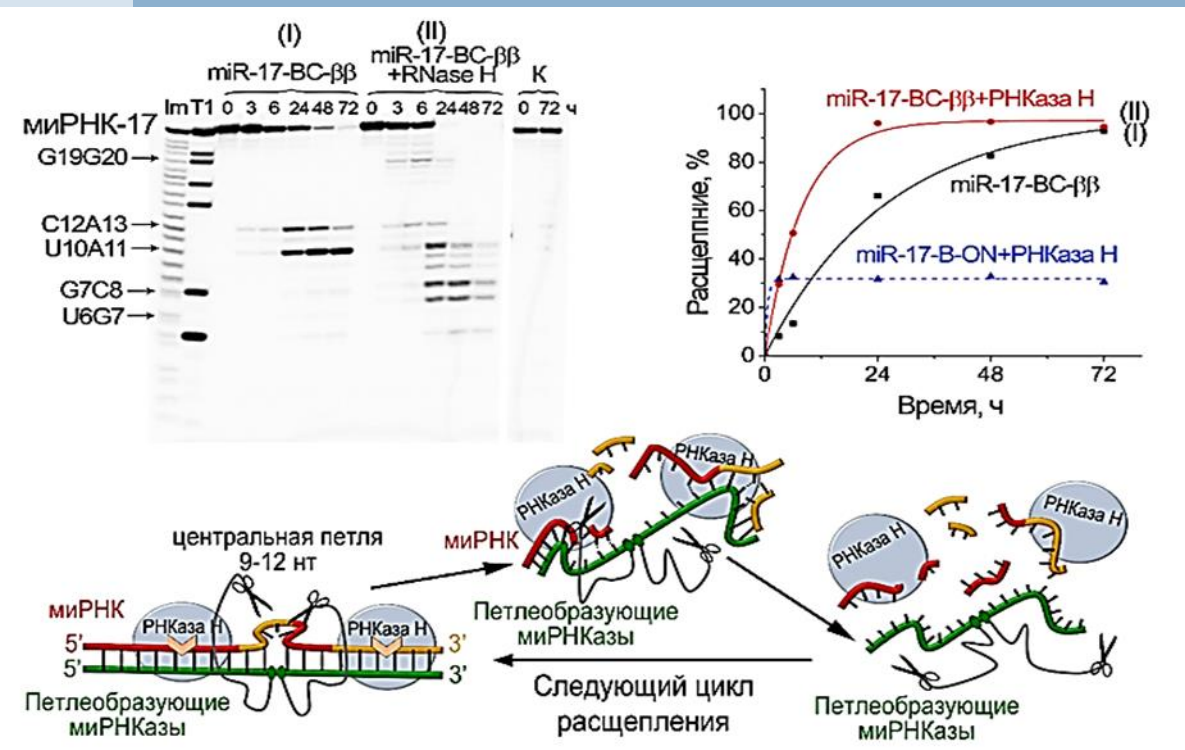 (I)
miR-17-BC-ββ
(II)
miR-17-BC-ββ
+RNase H
К
Im T1 0 3 6 24 48 72 0 3 6 24 48 72 0 72 ч
миРНК-17
G19G20
C12A13
U10A11
G7C8
U6G7
Расщеплние, %
100
80
60
40
20
0
0 24 48 72
Время, ч
miR-17-BC-ββ+РНКаза Н
(II)
(I)
miR-17-BC-ββ
miR-17-B-ON+РНКаза Н
центральная петля
9-12 нт
миРНК
РНКаза Н
РНКаза Н
5'
3'
5'
3'
Петлеобразующие
миРНКазы
РНКаза Н
РНКаза Н
миРНК
Петлеобразующие
миРНКазы
РНКаза Н
РНКаза Н
Следующий цикл
расщепления
Петлеобразующие
миРНКазы